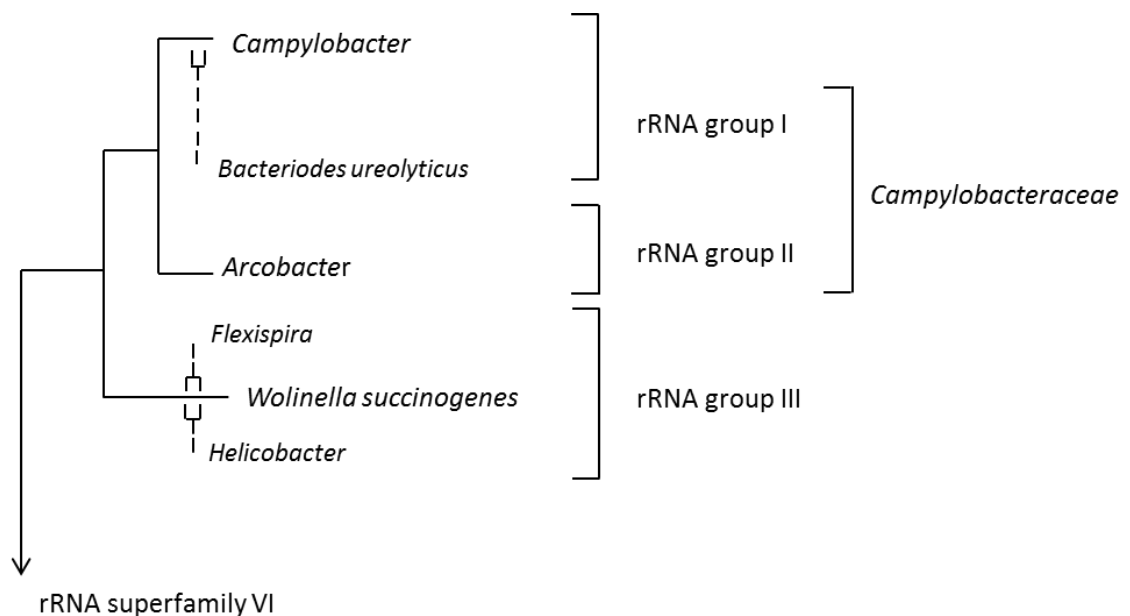 Campylobacter
rRNA group I
Bacteriodes ureolyticus
Campylobacteraceae
rRNA group II
Arcobacter
Flexispira
Wolinella succinogenes
rRNA group III
Helicobacter
rRNA superfamily VI